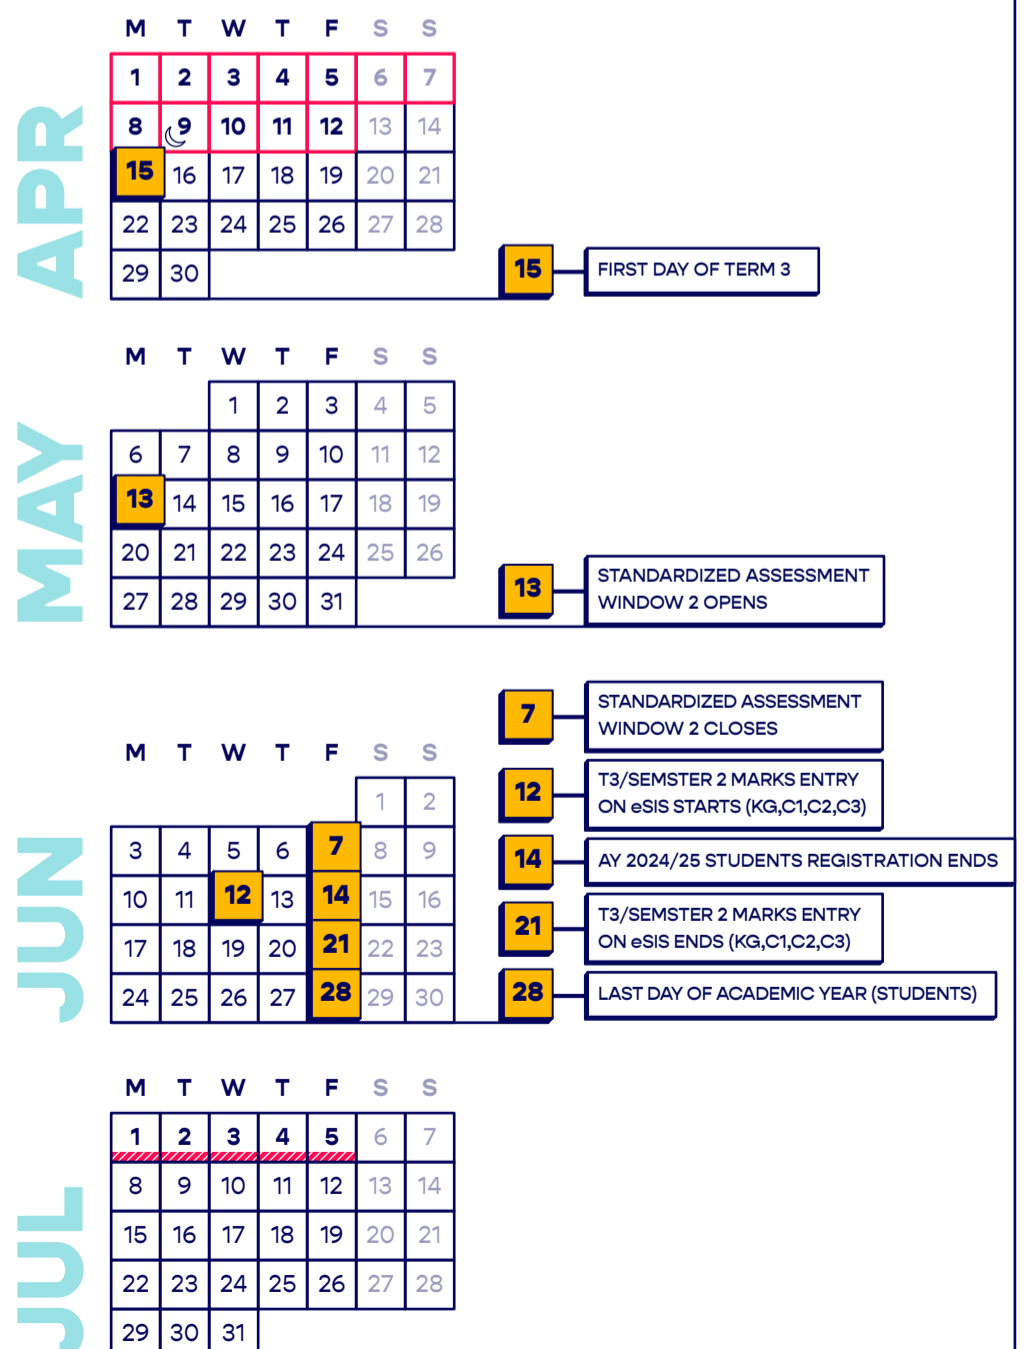 APR
M T W T F S S
1 2 3 4 5 6 7
8 9 10 11 12 13 14
15 16 17 18 19 20 21
22 23 24 25 26 27 28
29 30
15 FIRST DAY OF TERM 3
MAY
M T W T F S S
1 2 3 4 5
6 7 8 9 10 11 12
13 14 15 16 17 18 19
20 21 22 23 24 25 26
27 28 29 30 31
13 STANDARDIZED ASSESSMENT
WINDOW 2 OPENS
JUN
M T W T F S S
1 2
3 4 5 6 7 8 9
10 11 12 13 14 15 16
17 18 19 20 21 22 23
24 25 26 27 28 29 30
7 STANDARDIZED ASSESSMENT
WINDOW 2 CLOSES
12 T3/SEMSTER 2 MARKS ENTRY
ON eSIS STARTS (KG,C1,C2,C3)
14 AY 2024/25 STUDENTS REGISTRATION ENDS
21 T3/SEMSTER 2 MARKS ENTRY
ON eSIS ENDS (KG,C1,C2,C3)
28 LAST DAY OF ACADEMIC YEAR (STUDENTS)
JUL
M T W T F S S
1 2 3 4 5 6 7
8 9 10 11 12 13 14
15 16 17 18 19 20 21
22 23 24 25 26 27 28
29 30 31